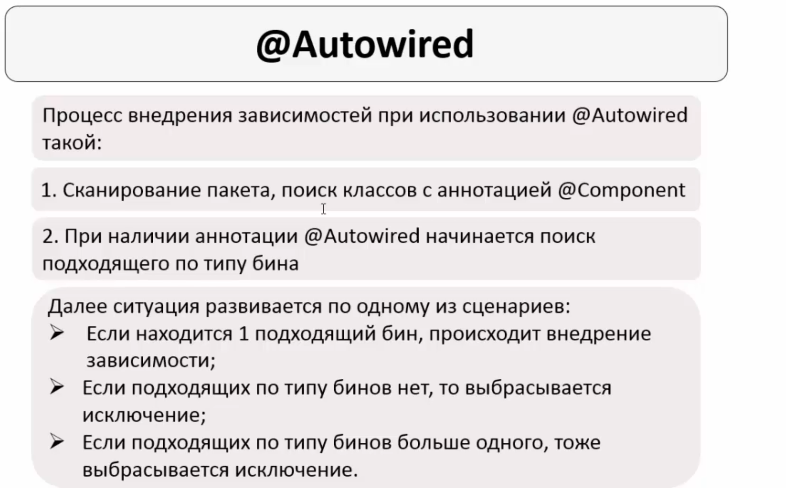 @Autowired
Процесс внедрения зависимостей при использовании @Autowired
такой:
1. Сканирование пакета, поиск классов с аннотацией @Component
2. При наличии аннотации @Autowired начинается поиск
подходящего по типу бина
Далее ситуация развивается по одному из сценариев:
➢ Если находится 1 подходящий бин, происходит внедрение
зависимости;
➢ Если подходящих по типу бинов нет, то выбрасывается
исключение;
➢ Если подходящих по типу бинов больше одного, тоже
выбрасывается исключение.